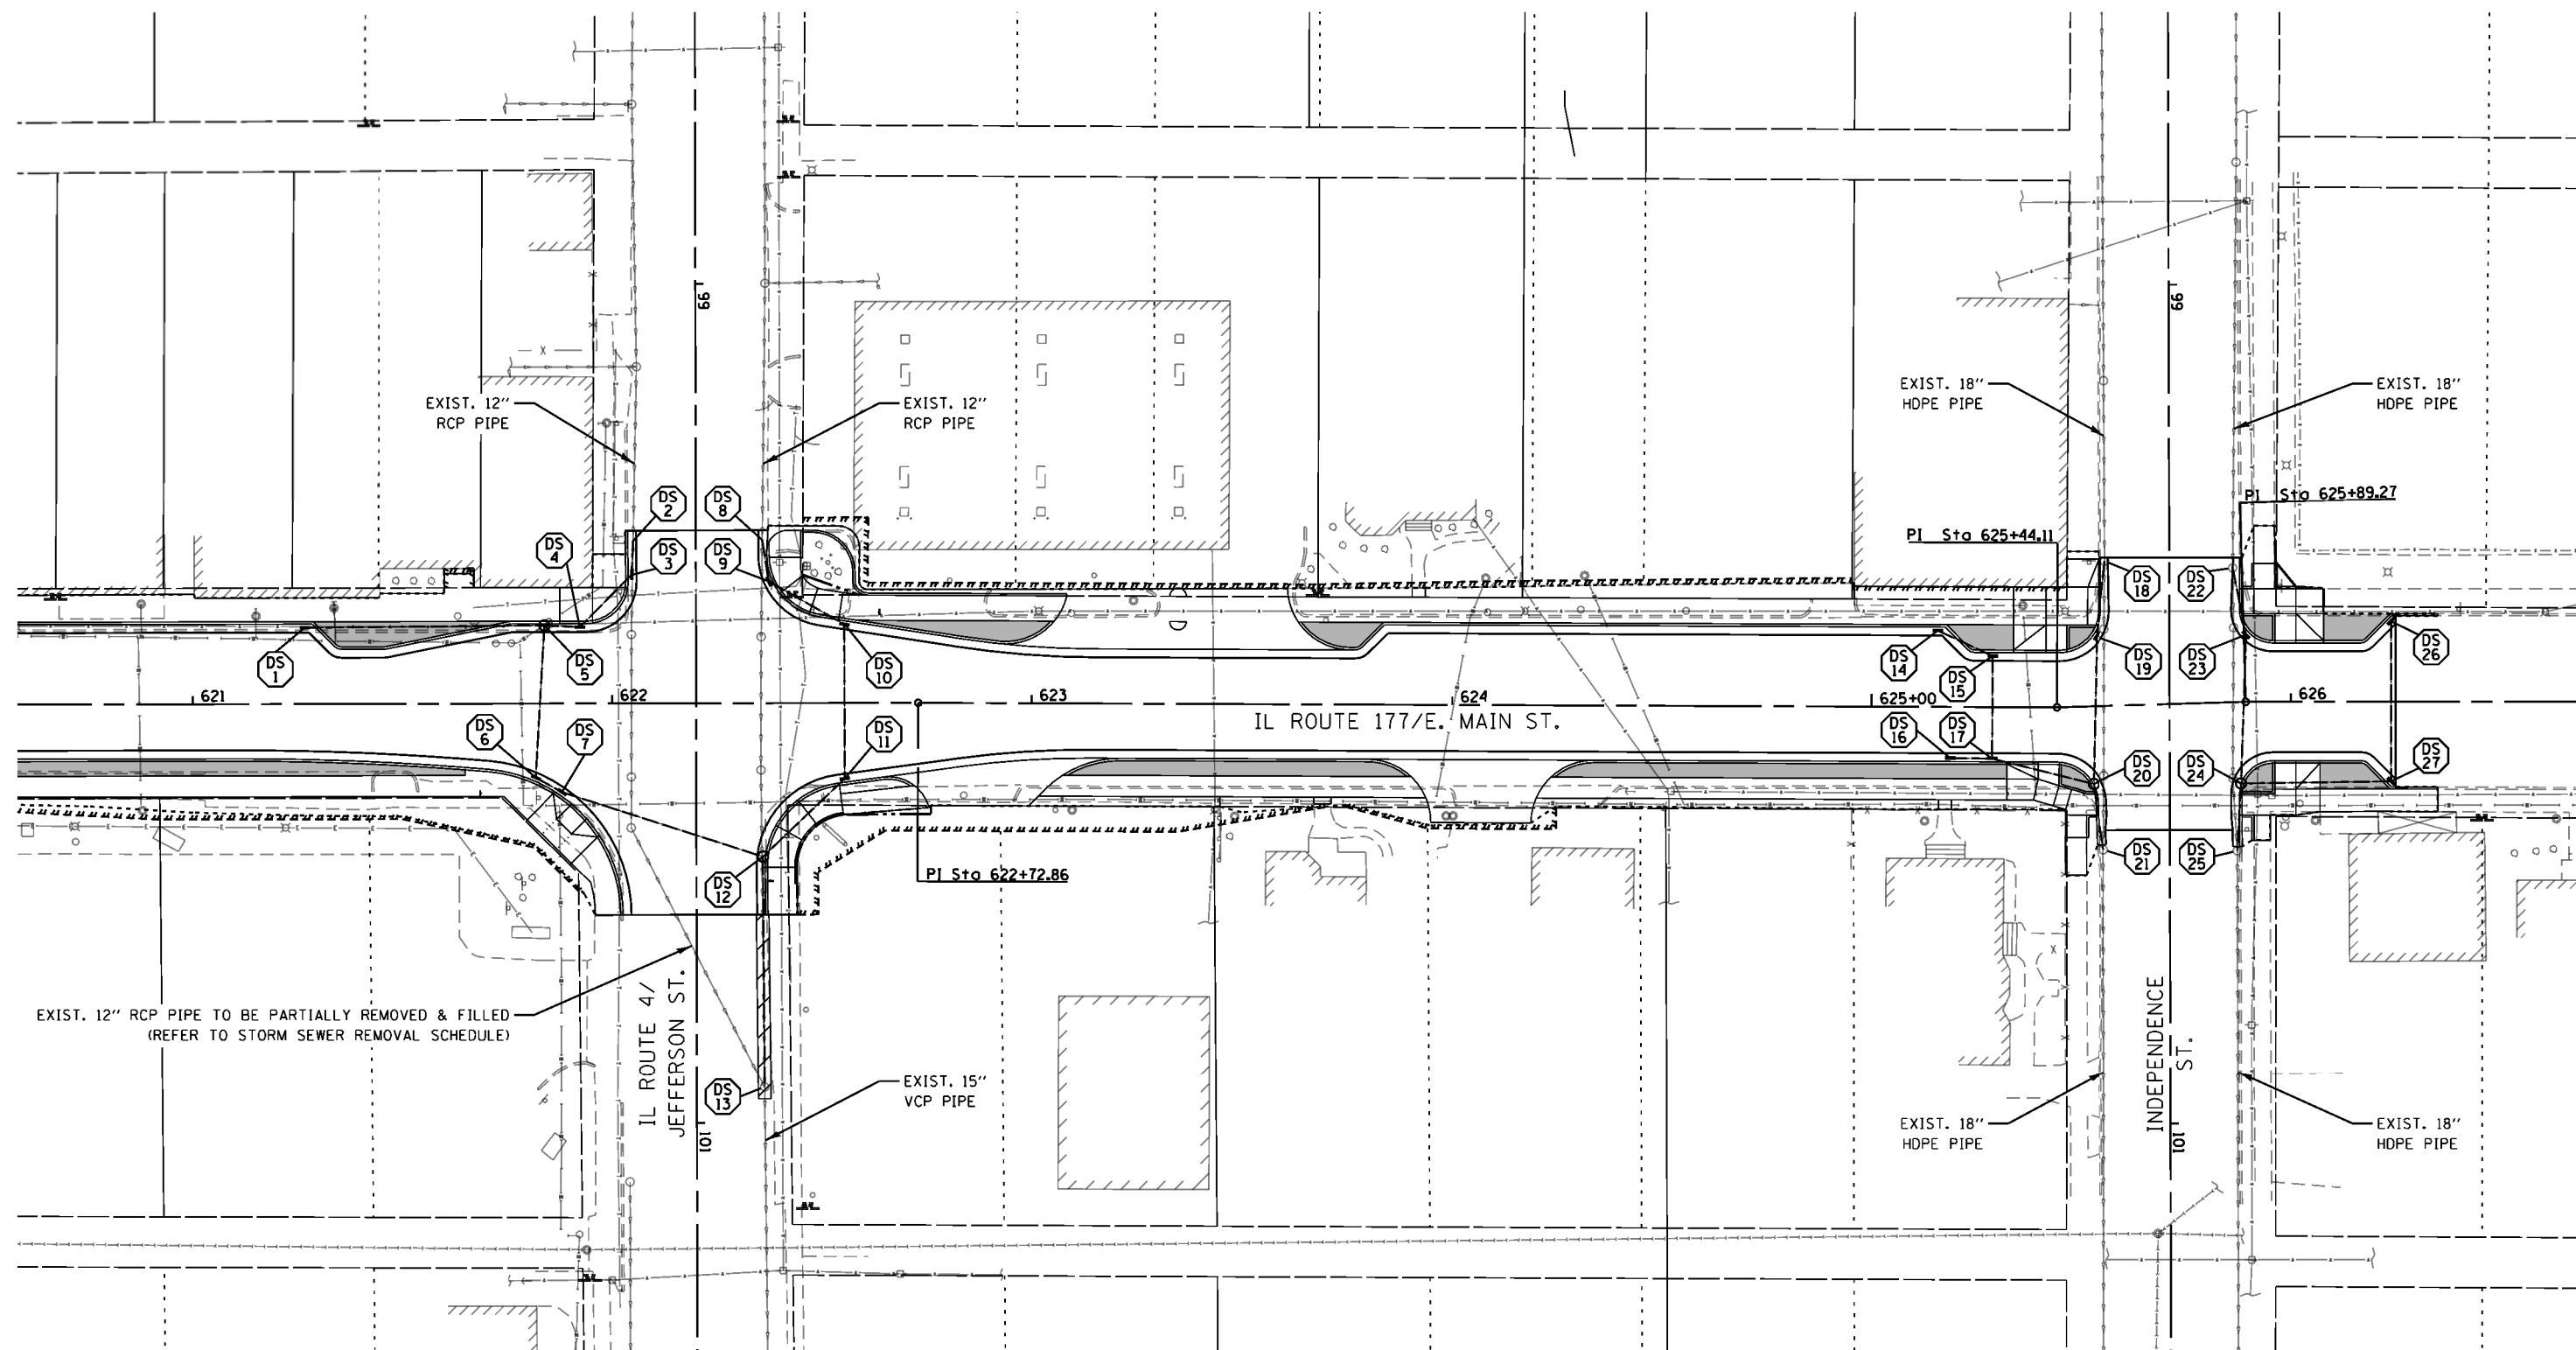 99
99
EXIST. 12"
RCP PIPE
EXIST. 12"
RCP PIPE
EXIST. 18"
HDPE PIPE
EXIST. 18"
HDPE PIPE
PI Sta 625+89.27
PI Sta 625+44.11
DS
2
DS
8
DS
4
DS
3
DS
9
DS
18
DS
22
DS
1
DS
5
DS
10
DS
14
DS
15
DS
19
DS
23
DS
26
621
622
623
624
625+00
626
IL ROUTE 177/E. MAIN ST.
DS
6
DS
7
DS
11
DS
16
DS
17
DS
20
DS
24
DS
27
DS
12
PI Sta 622+72.86
DS
21
DS
25
EXIST. 12" RCP PIPE TO BE PARTIALLY REMOVED & FILLED
(REFER TO STORM SEWER REMOVAL SCHEDULE)
IL ROUTE 4/
JEFFERSON ST.
DS
13
EXIST. 15"
VCP PIPE
101
INDEPENDENCE
ST.
EXIST. 18"
HDPE PIPE
EXIST. 18"
HDPE PIPE
101